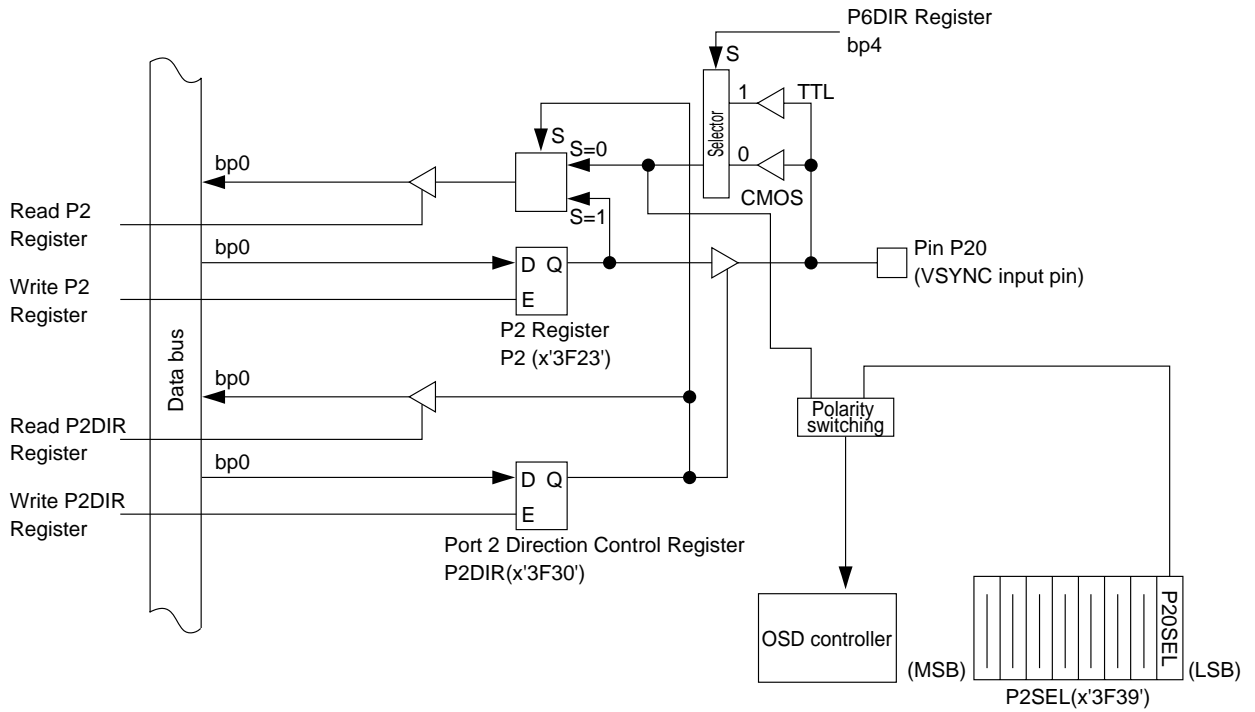 P6DIR Register
bp4
S
1
TTL
Selector
S
S=0
0
bp0
CMOS
Read P2
Register
S=1
bp0
D Q
Pin P20
(VSYNC input pin)
Write P2
Register
E
P2 Register
P2 (x'3F23')
Data bus
bp0
Polarity
switching
Read P2DIR
Register
bp0
D Q
Write P2DIR
Register
E
Port 2 Direction Control Register
P2DIR(x'3F30')
P20SEL
OSD controller
(MSB)
(LSB)
P2SEL(x'3F39')